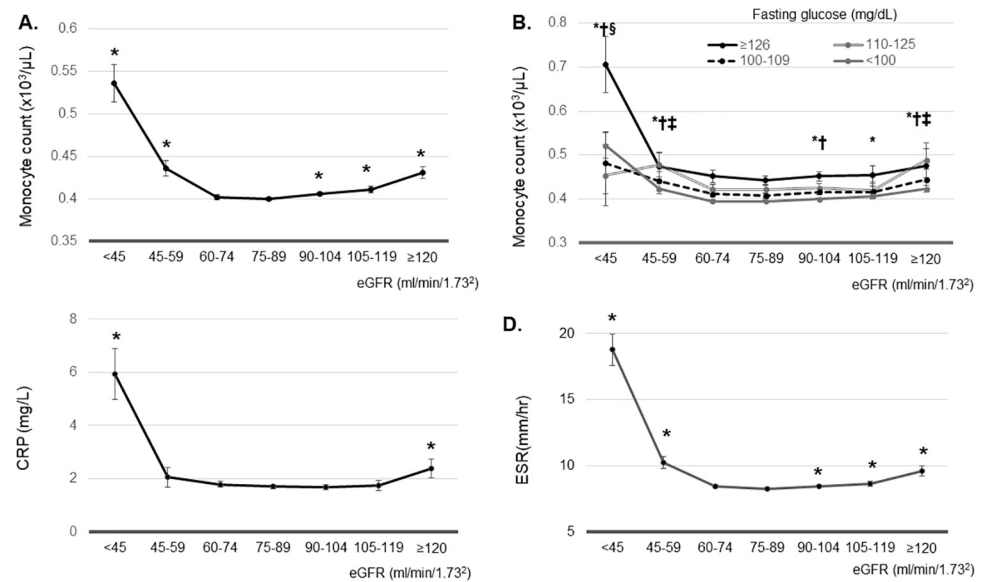 A.
Monocyte count (x10³/µL)
0.6
0.55
0.5
0.45
0.4
0.35
*
*
*
*
*
<45 45-59 60-74 75-89 90-104 105-119 ≥120
eGFR (ml/min/1.73²)
B.
Fasting glucose (mg/dL)
≥126 110-125
100-109 <100
Monocyte count (x10³/µL)
0.8
0.7
0.6
0.5
0.4
0.3
*†§
*†‡
*†
*
*†‡
<45 45-59 60-74 75-89 90-104 105-119 ≥120
eGFR (ml/min/1.73²)
CRP (mg/L)
8
6
4
2
0
*
*
<45 45-59 60-74 75-89 90-104 105-119 ≥120
eGFR (ml/min/1.73²)
D.
ESR(mm/hr)
20
15
10
5
*
*
*
*
*
<45 45-59 60-74 75-89 90-104 105-119 ≥120
eGFR (ml/min/1.73²)